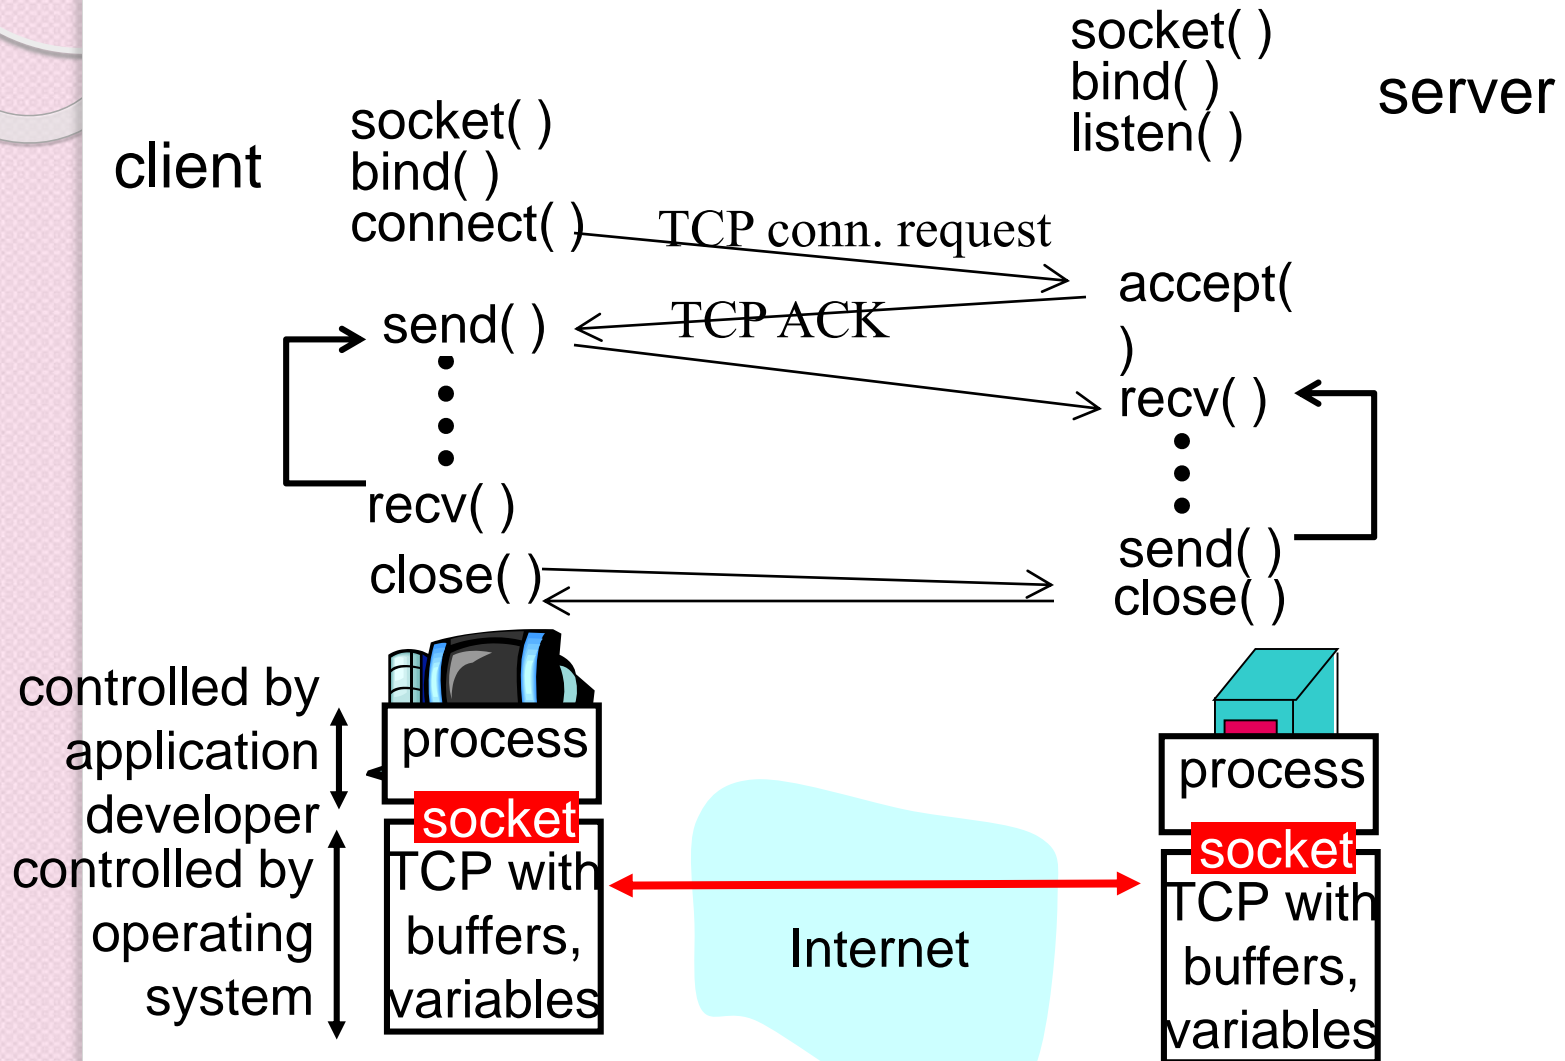 socket( )
bind( )
listen( )
server
client
socket( )
bind( )
connect( )
TCP conn. request
accept(
)
send( )
TCP ACK
recv( )
recv( )
send( )
close( )
close( )
controlled by
application
developer
controlled by
operating
system
process
socket
TCP with
buffers,
variables
Internet
process
socket
TCP with
buffers,
variables